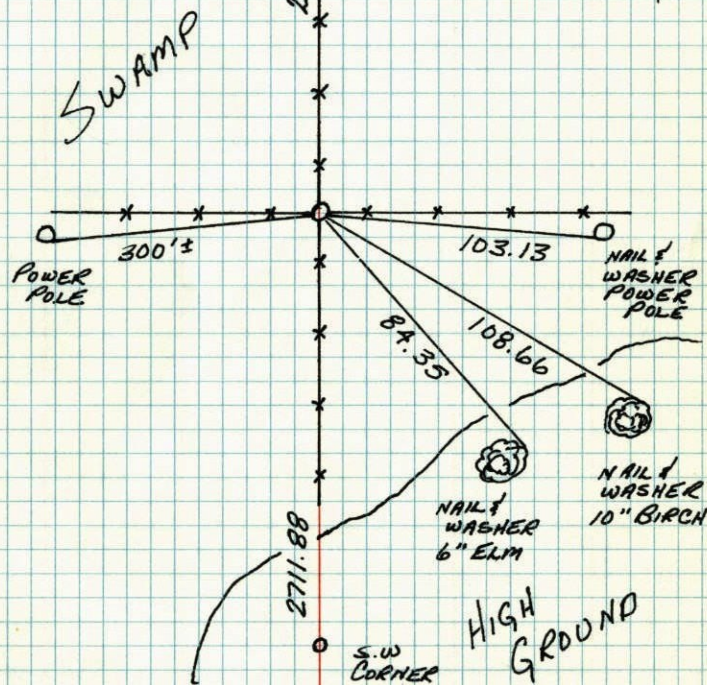 SWAMP
300'±
103.13
POWER
POLE
NAIL &
WASHER
POWER
POLE
84.35
108.66
NAIL &
WASHER
6" ELM
NAIL &
WASHER
10" BIRCH
2711.88
HIGH
GROUND
S.W
CORNER